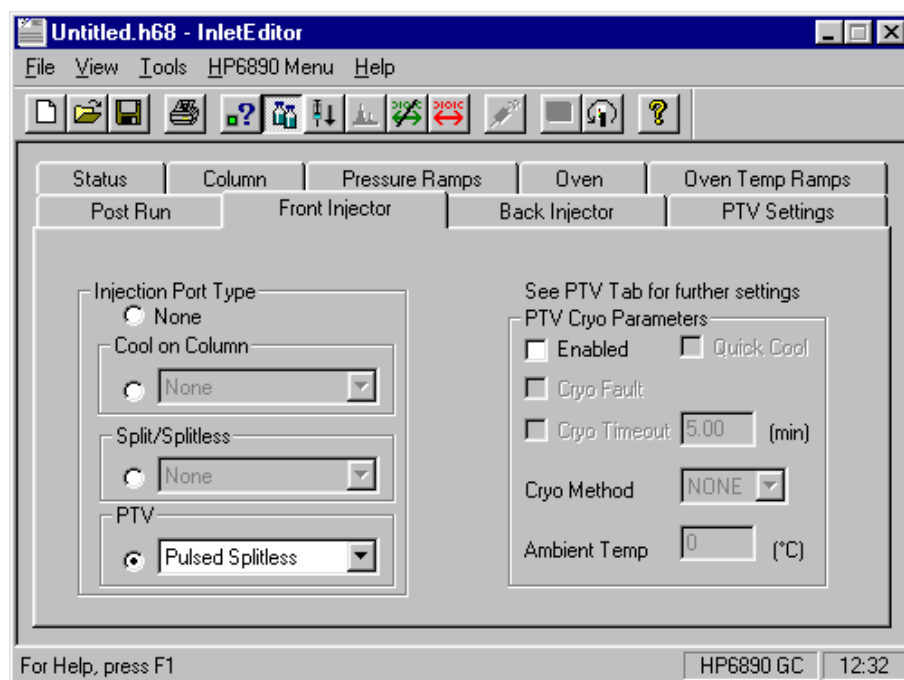 Untitled.h68 - InletEditor
File View Tools HP6890 Menu Help
Status Column Pressure Ramps Oven Oven Temp Ramps
Post Run Front Injector Back Injector PTV Settings
Injection Port Type
None
Cool on Column
None
Split/Splitless
None
PTV
Pulsed Splitless
See PTV Tab for further settings
PTV Cryo Parameters
Enabled Quick Cool
Cryo Fault
Cryo Timeout 5.00 (min)
Cryo Method NONE
Ambient Temp 0 (°C)
For Help, press F1 HP6890 GC 12:32